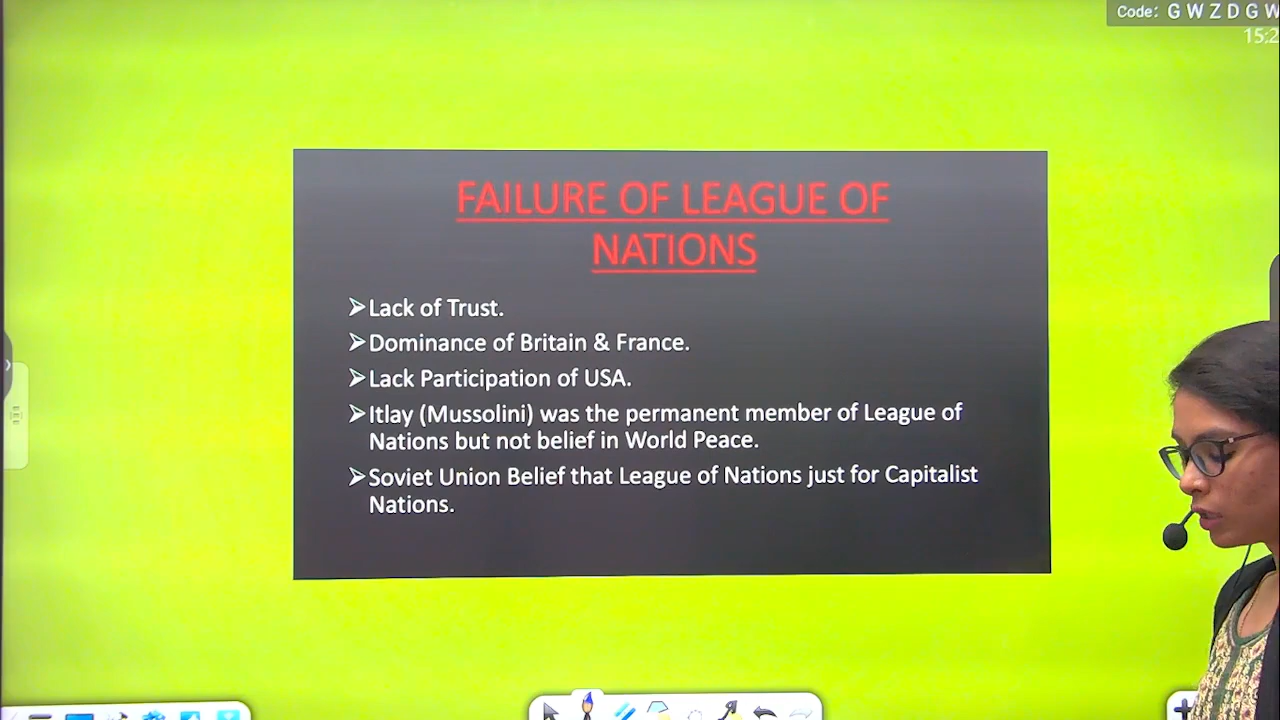 Code: G W Z D G W
15:2
FAILURE OF LEAGUE OF
NATIONS
➢Lack of Trust.
➢Dominance of Britain & France.
➢Lack Participation of USA.
➢Itlay (Mussolini) was the permanent member of League of
Nations but not belief in World Peace.
➢Soviet Union Belief that League of Nations just for Capitalist
Nations.